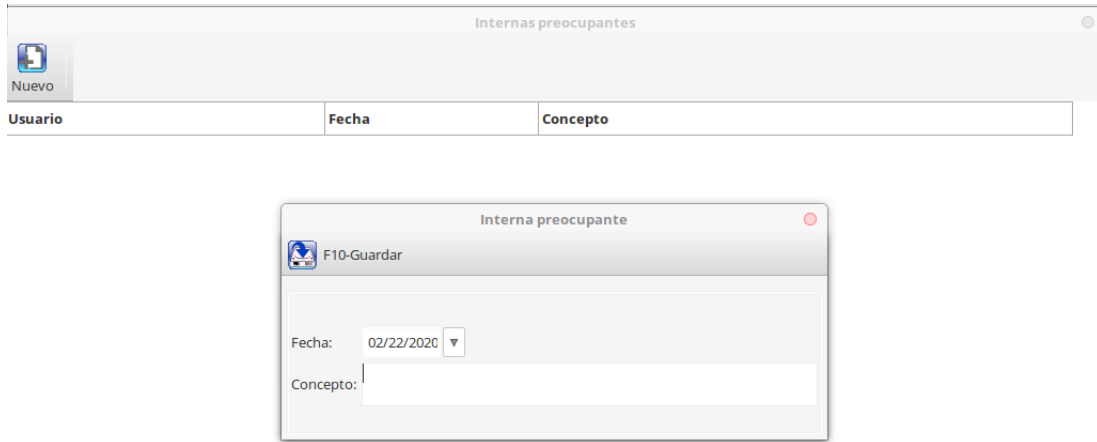 Internas preocupantes
Nuevo
Usuario Fecha Concepto
Interna preocupante
F10-Guardar
Fecha: 02/22/2020
Concepto: